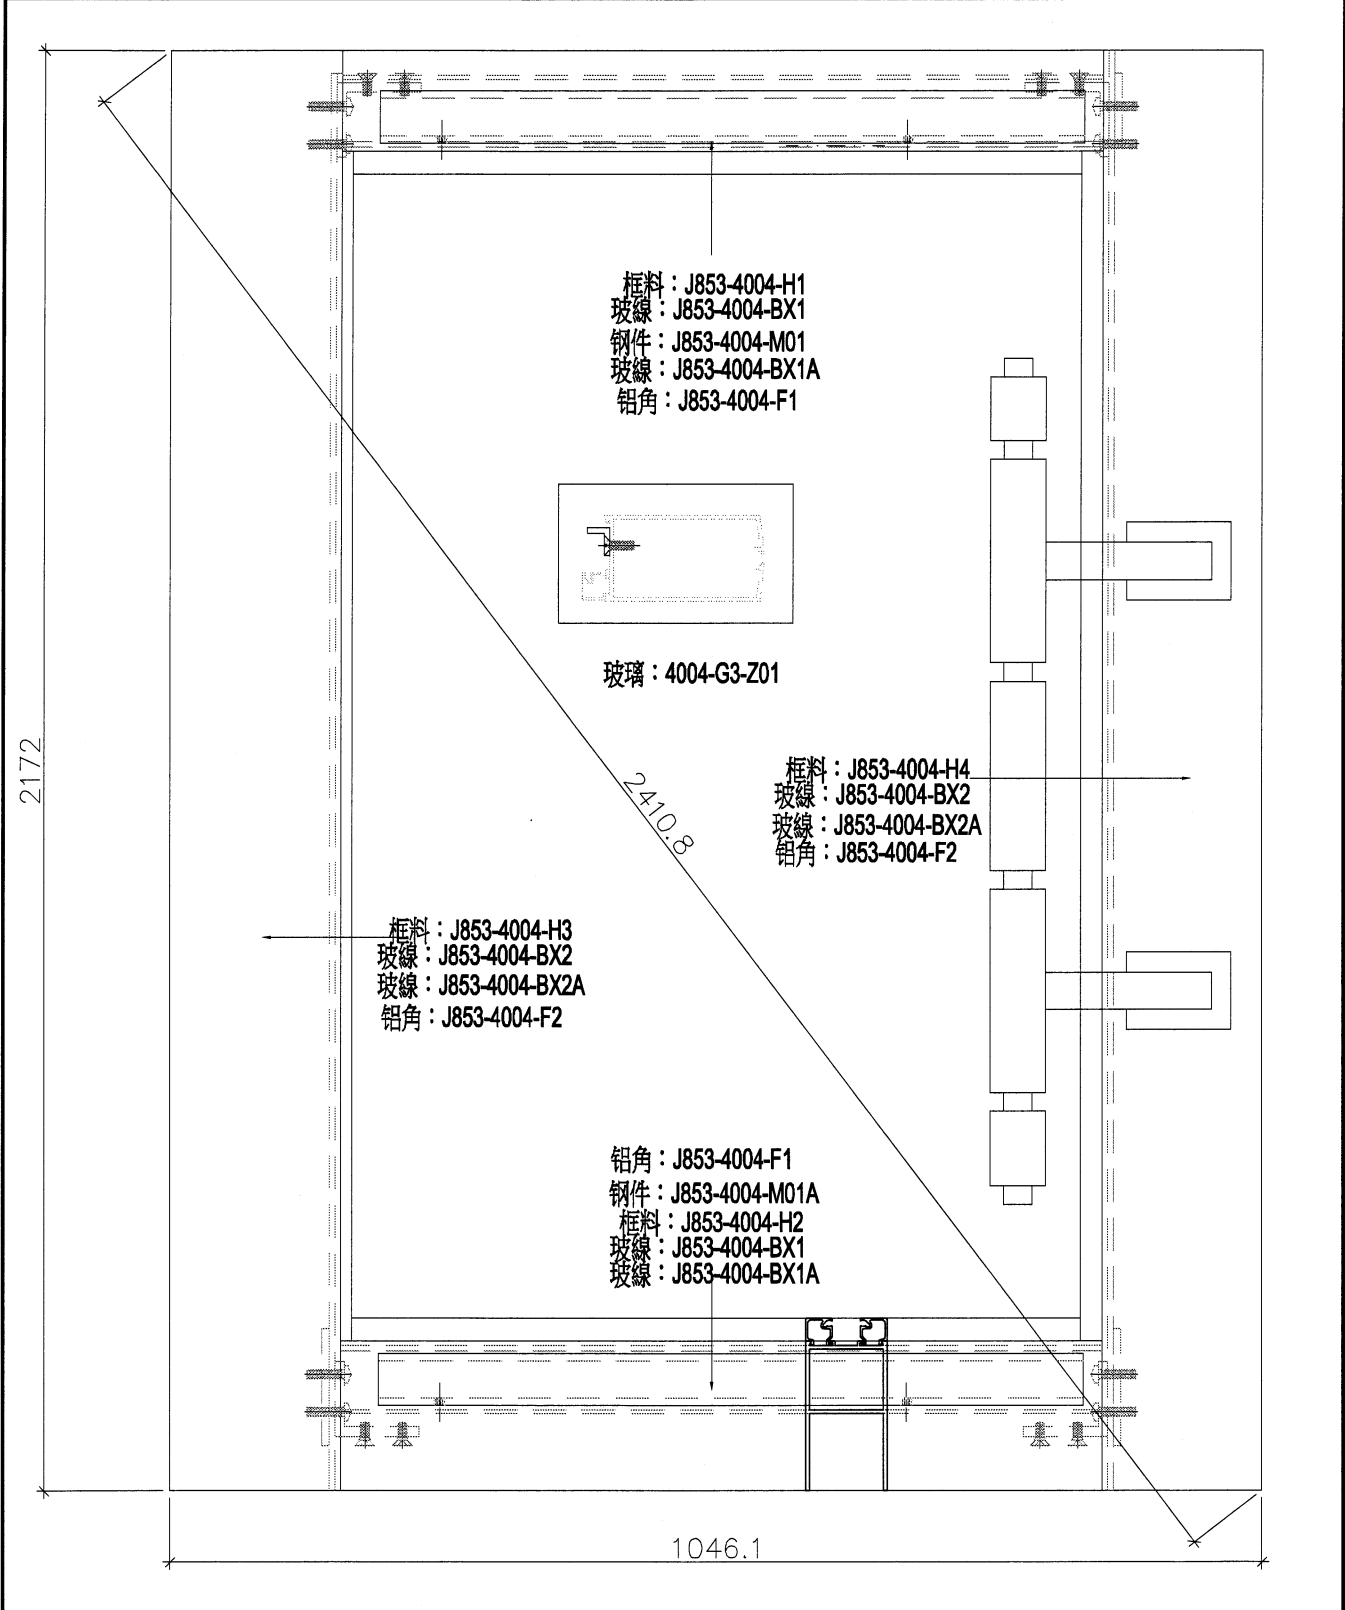 框料：J853-4004-H1
玻線：J853-4004-BX1
钢件：J853-4004-M01
玻線：J853-4004-BX1A
铝角：J853-4004-F1
玻璃：4004-G3-Z01
2172
2410.8
框料：J853-4004-H4
玻線：J853-4004-BX2
玻線：J853-4004-BX2A
铝角：J853-4004-F2
框料：J853-4004-H3
玻線：J853-4004-BX2
玻線：J853-4004-BX2A
铝角：J853-4004-F2
铝角：J853-4004-F1
钢件：J853-4004-M01A
框料：J853-4004-H2
玻線：J853-4004-BX1
玻線：J853-4004-BX1A
1046.1